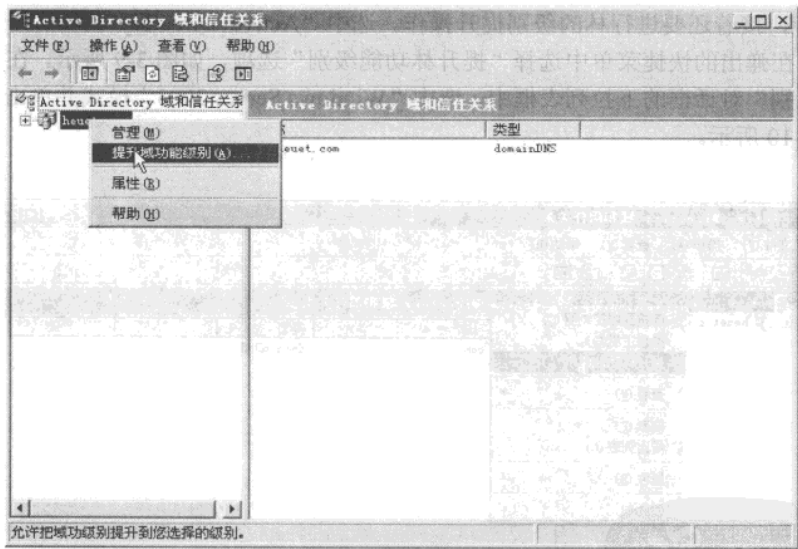 Active Directory 域和信任关系
文件(F) 操作(A) 查看(V) 帮助(H)
Active Directory 域和信任关系
Active Directory 域和信任关系
类型
管理(M)
提升域功能级别(A)...
euet.com domainDNS
属性(R)
帮助(H)
允许把域功能级别提升到您选择的级别。